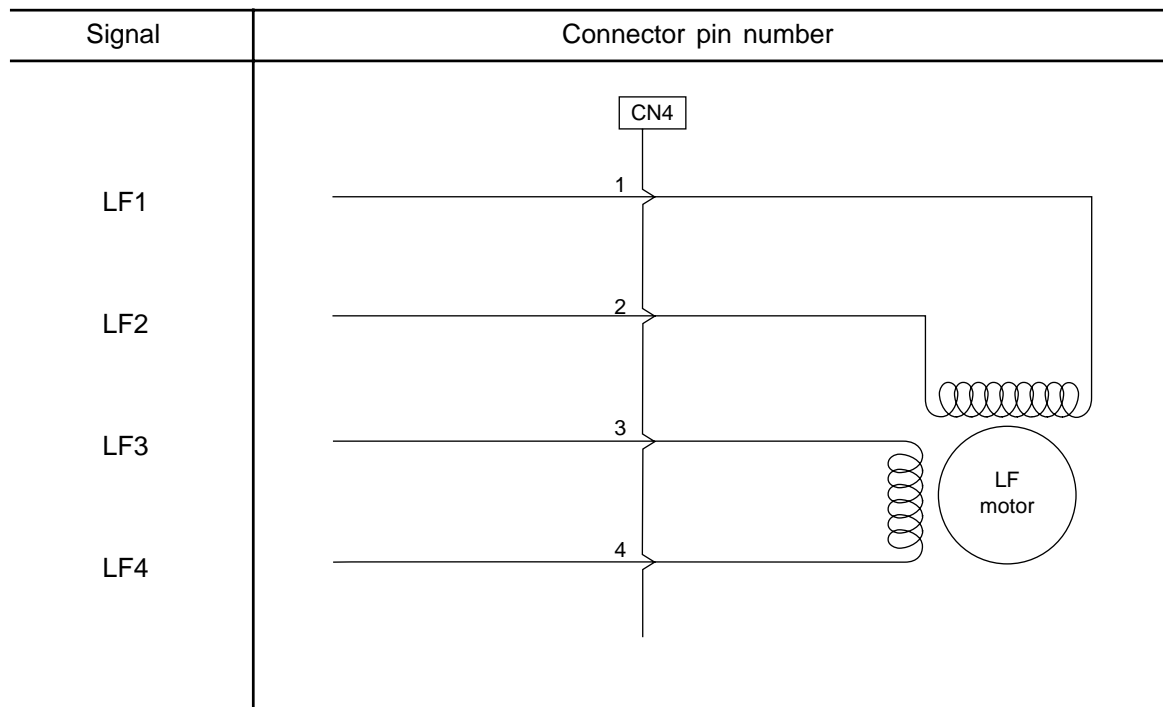 Signal Connector pin number
CN4
LF1 1
LF2 2
LF3 3
LF
motor
LF4 4